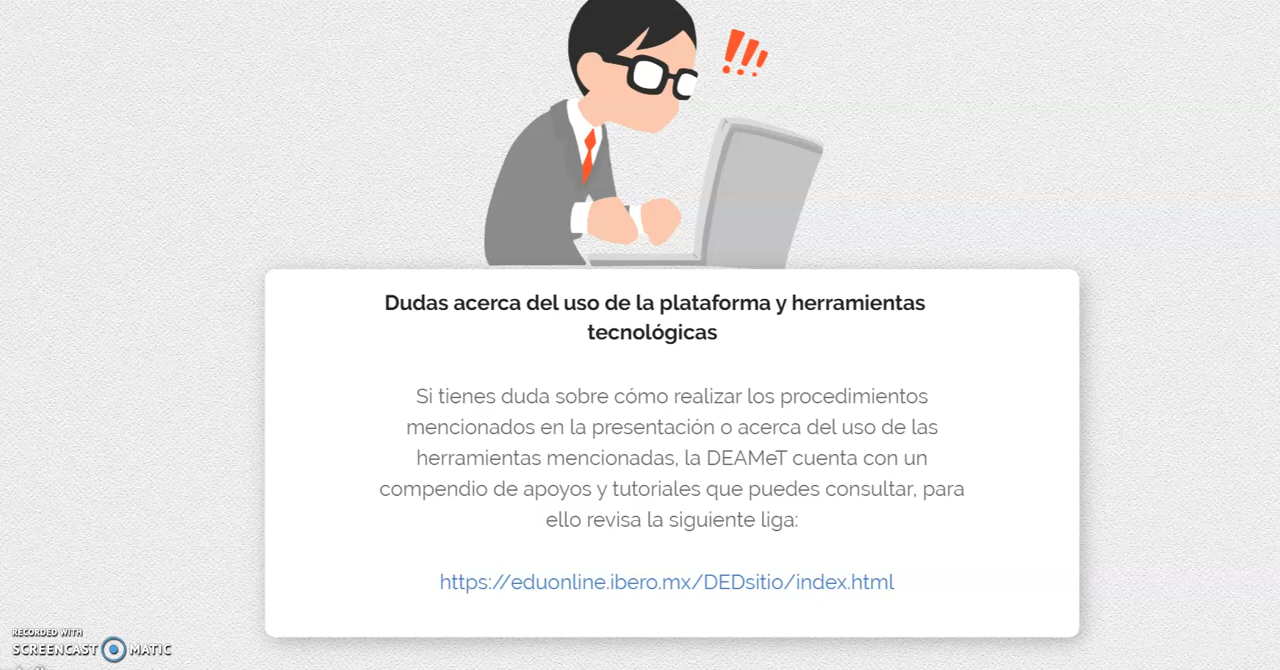 !!!
Dudas acerca del uso de la plataforma y herramientas
tecnológicas
Si tienes duda sobre cómo realizar los procedimientos
mencionados en la presentación o acerca del uso de las
herramientas mencionadas, la DEAMeT cuenta con un
compendio de apoyos y tutoriales que puedes consultar, para
ello revisa la siguiente liga:
https://eduonline.ibero.mx/DEDsitio/index.html
RECORDED WITH
SCREENCAST MATIC